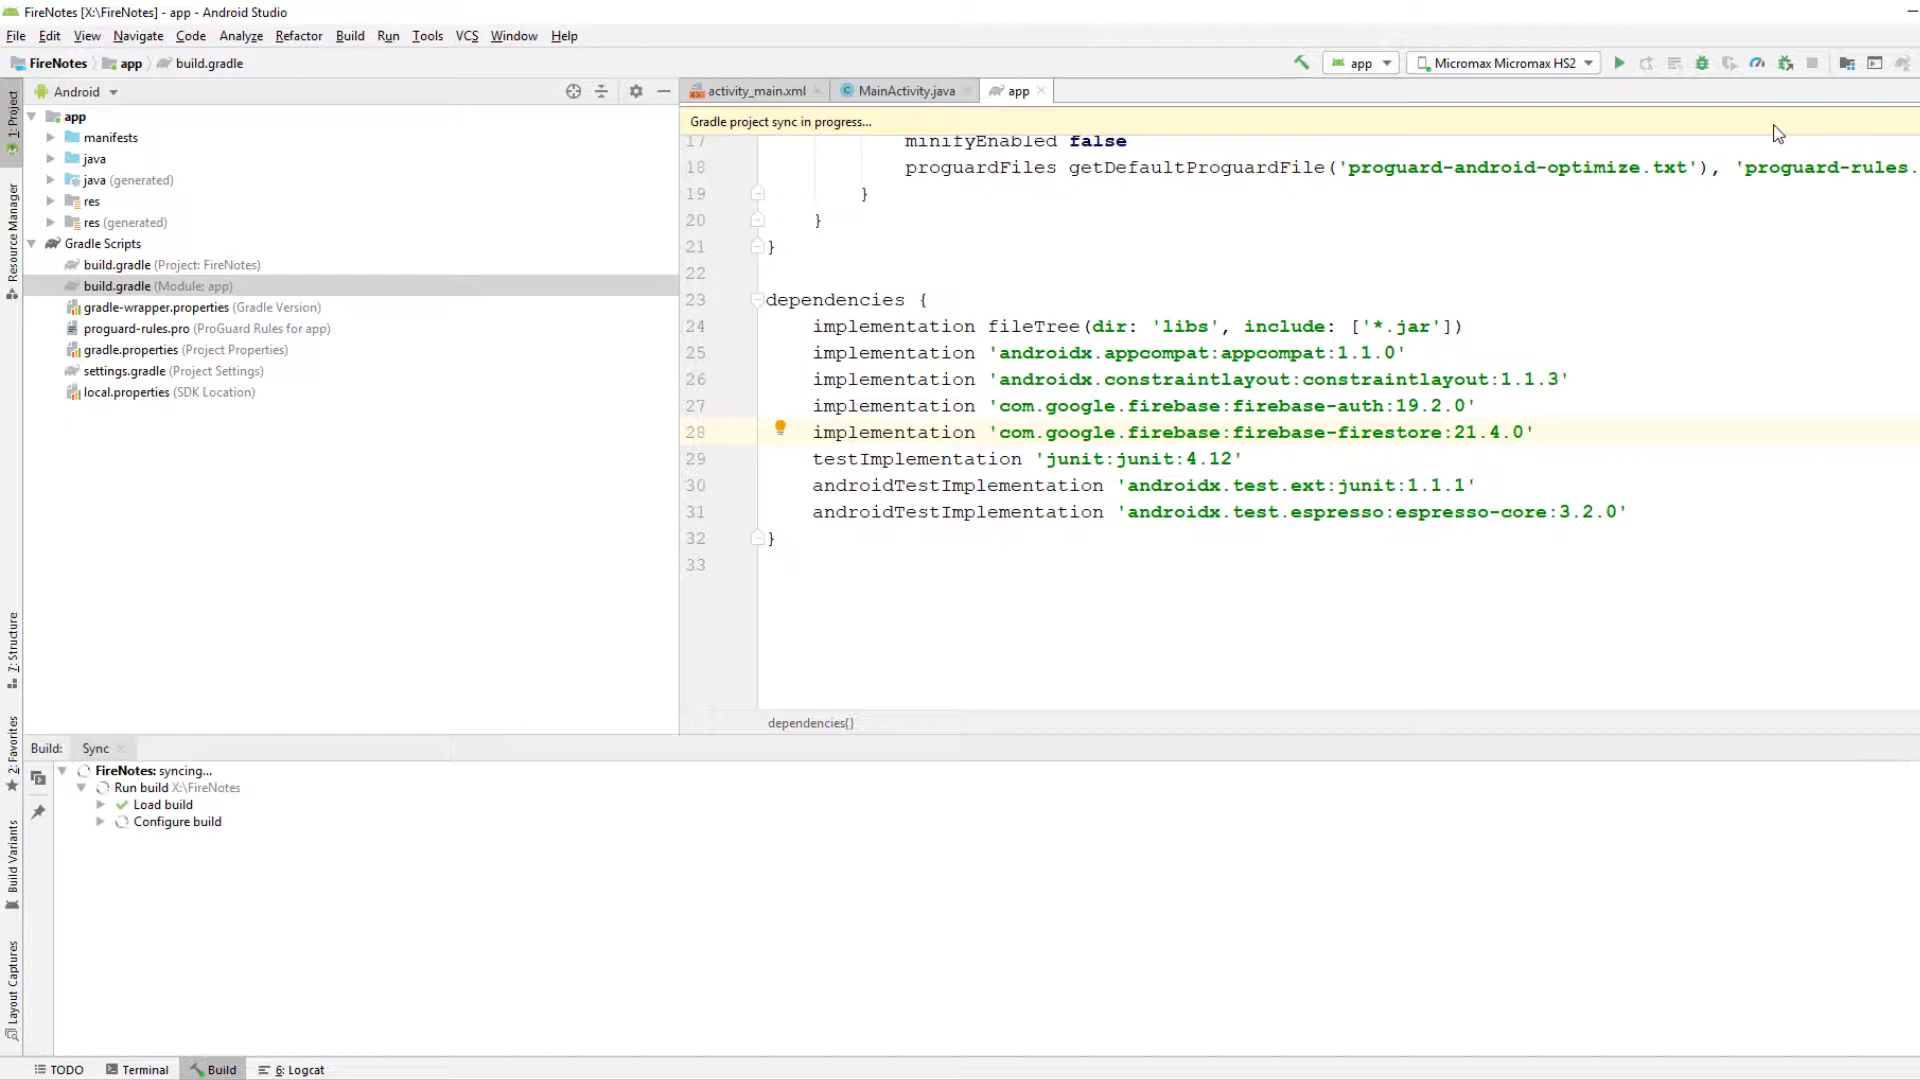 FireNotes [X:\FireNotes] - app - Android Studio
File Edit View Navigate Code Analyze Refactor Build Run Tools VCS Window Help
FireNotes app build.gradle
app Micromax Micromax HS2
Android
activity_main.xml MainActivity.java app
Gradle project sync in progress...
1: Project
Resource Manager
7: Structure
2: Favorites
Build Variants
Layout Captures
app
manifests
java
java (generated)
res
res (generated)
Gradle Scripts
build.gradle (Project: FireNotes)
build.gradle (Module: app)
gradle-wrapper.properties (Gradle Version)
proguard-rules.pro (ProGuard Rules for app)
gradle.properties (Project Properties)
settings.gradle (Project Settings)
local.properties (SDK Location)
17 minifyEnabled false
18 proguardFiles getDefaultProguardFile('proguard-android-optimize.txt'), 'proguard-rules.
19 }
20 }
21 }
22
23 dependencies {
24 implementation fileTree(dir: 'libs', include: ['*.jar'])
25 implementation 'androidx.appcompat:appcompat:1.1.0'
26 implementation 'androidx.constraintlayout:constraintlayout:1.1.3'
27 implementation 'com.google.firebase:firebase-auth:19.2.0'
28 implementation 'com.google.firebase:firebase-firestore:21.4.0'
29 testImplementation 'junit:junit:4.12'
30 androidTestImplementation 'androidx.test.ext:junit:1.1.1'
31 androidTestImplementation 'androidx.test.espresso:espresso-core:3.2.0'
32 }
33
dependencies{}
Build: Sync
FireNotes: syncing...
Run build X:\FireNotes
Load build
Configure build
TODO Terminal Build 6: Logcat